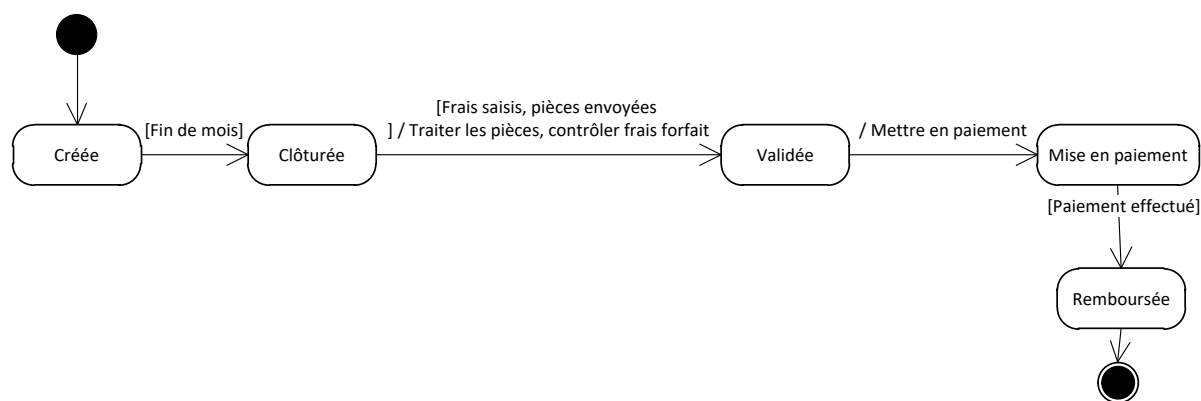 [Frais saisis, pièces envoyées
[Fin de mois]
] / Traiter les pièces, contrôler frais forfait
/ Mettre en paiement
Créée
Clôturée
Validée
Mise en paiement
[Paiement effectué]
Remboursée